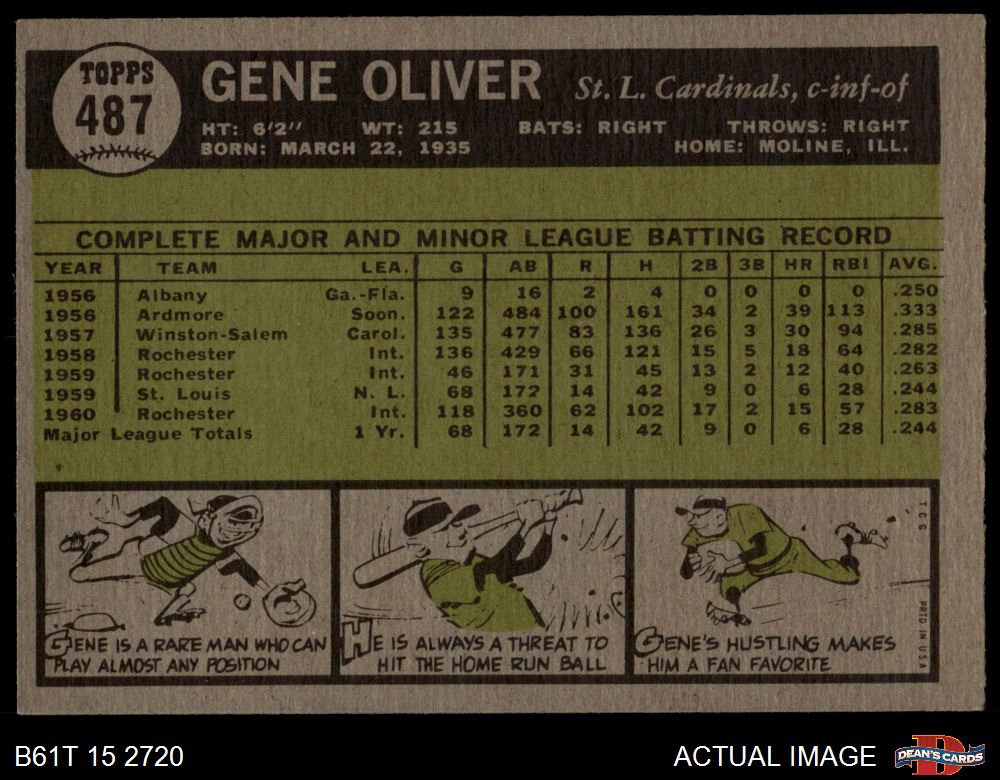 TOPPS
487
GENE OLIVER St. L. Cardinals, c-inf-of
HT: 6'2" WT: 215 BATS: RIGHT THROWS: RIGHT
BORN: MARCH 22, 1935 HOME: MOLINE, ILL.
COMPLETE MAJOR AND MINOR LEAGUE BATTING RECORD
YEAR TEAM LEA. G AB R H 2B 3B HR RBI AVG.
1956 Albany Ga.-Fla. 9 16 2 4 0 0 0 0 .250
1956 Ardmore Soon. 122 484 100 161 34 2 39 113 .333
1957 Winston-Salem Carol. 135 477 83 136 26 3 30 94 .285
1958 Rochester Int. 136 429 66 121 15 5 18 64 .282
1959 Rochester Int. 46 171 31 45 13 2 12 40 .263
1959 St. Louis N. L. 68 172 14 42 9 0 6 28 .244
1960 Rochester Int. 118 360 62 102 17 2 15 57 .283
Major League Totals 1 Yr. 68 172 14 42 9 0 6 28 .244
GENE IS A RARE MAN WHO CAN
PLAY ALMOST ANY POSITION
HE IS ALWAYS A THREAT TO
HIT THE HOME RUN BALL
GENE'S HUSTLING MAKES
HIM A FAN FAVORITE
T.C.G.
PRTD. IN U.S.A.
B61T 15 2720
ACTUAL IMAGE
D
DEAN'S CARDS